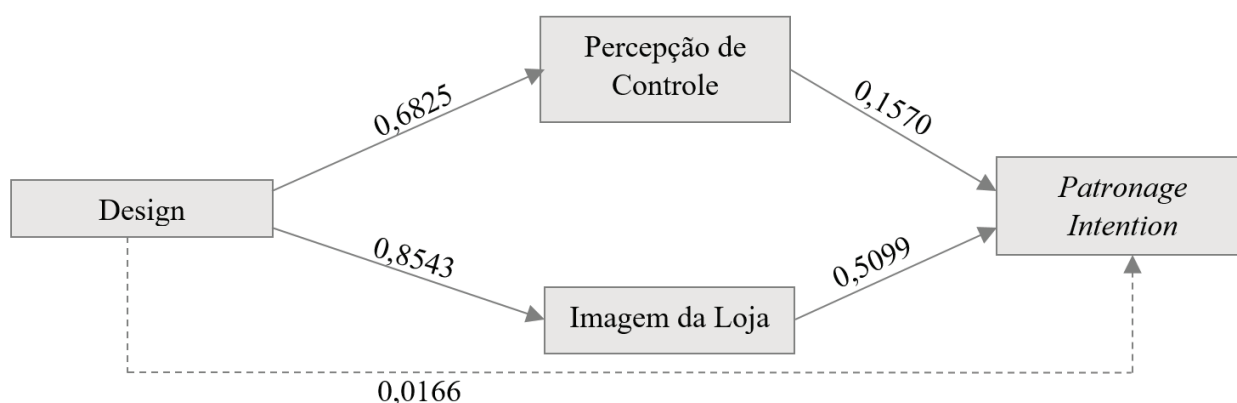 Percepção de
Controle
0,6825
0,1570
Design
Patronage
Intention
0,8543
0,5099
Imagem da Loja
0,0166